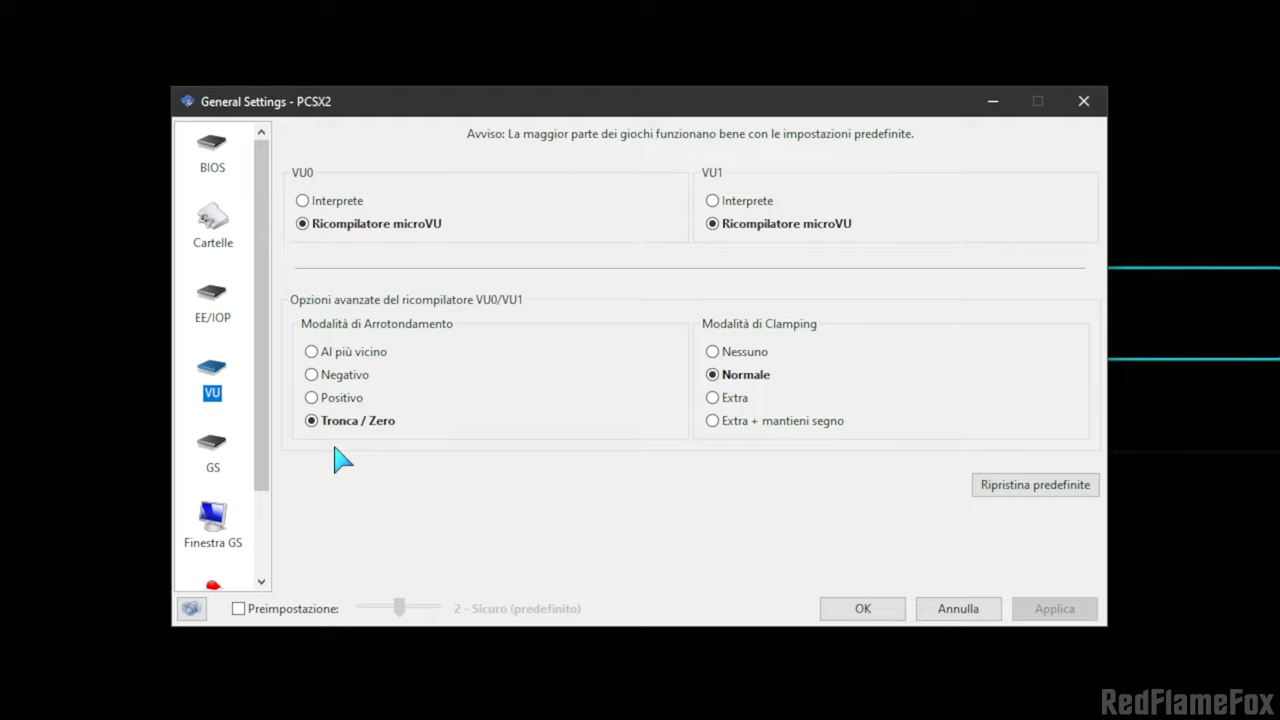 General Settings - PCSX2
Avviso: La maggior parte dei giochi funzionano bene con le impostazioni predefinite.
BIOS
Cartelle
EE/IOP
VU
GS
Finestra GS
VU0
Interprete
Ricompilatore microVU
VU1
Interprete
Ricompilatore microVU
Opzioni avanzate del ricompilatore VU0/VU1
Modalità di Arrotondamento
Al più vicino
Negativo
Positivo
Tronca / Zero
Modalità di Clamping
Nessuno
Normale
Extra
Extra + mantieni segno
Ripristina predefinite
Preimpostazione:
2 - Sicuro (predefinito)
OK
Annulla
Applica
RedFlameFox